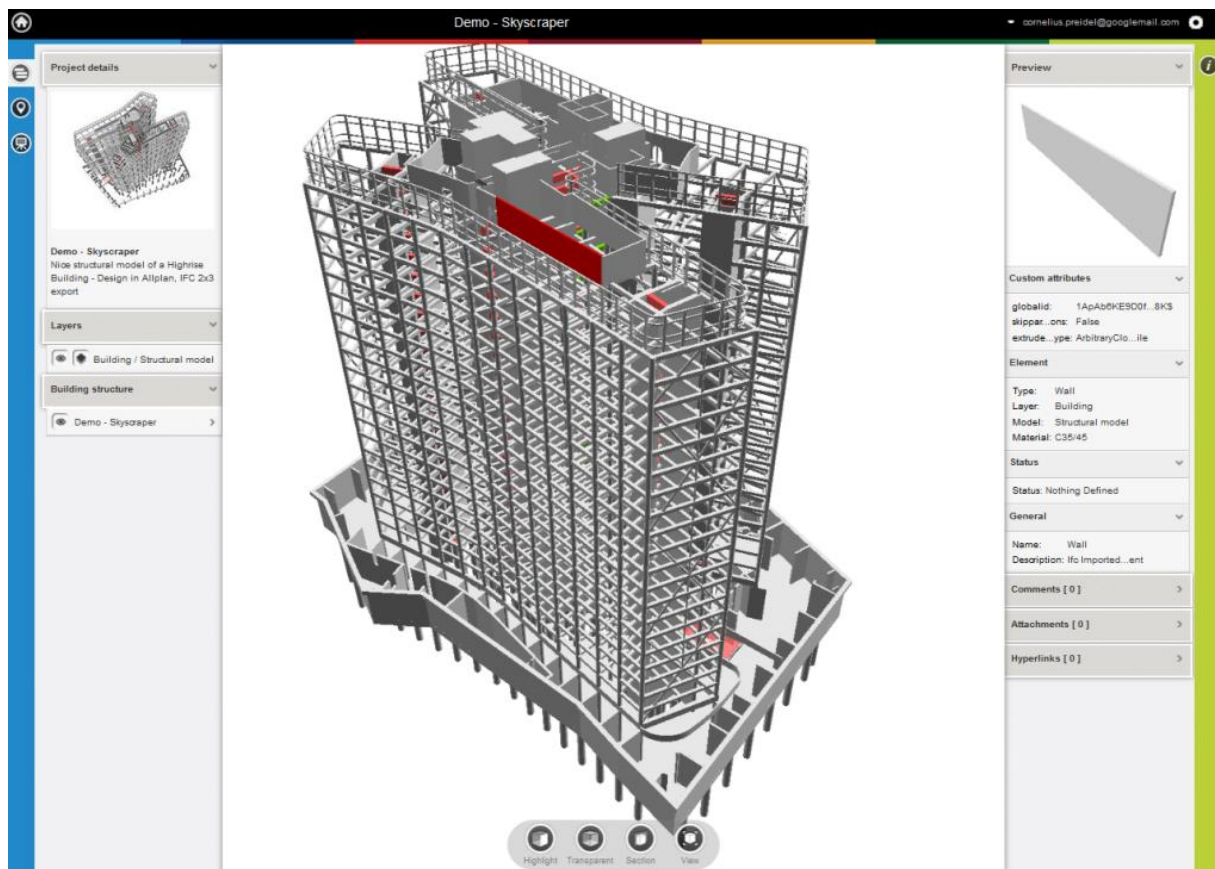 Demo - Skyscraper
cornelius.preidel@googlemail.com
Project details
Demo - Skyscraper
Nice structural model of a Highrise
Building - Design in Allplan, IFC 2x3
export
Layers
Building / Structural model
Building structure
Demo - Skyscraper
Highlight Transparent Section View
Preview
Custom attributes
globalid: 1ApAb6KE9D0f...8K$
skippar...ons: False
extrude...ype: ArbitraryClo...ile
Element
Type: Wall
Layer: Building
Model: Structural model
Material: C35/45
Status
Status: Nothing Defined
General
Name: Wall
Description: Ifc Imported...ent
Comments [ 0 ]
Attachments [ 0 ]
Hyperlinks [ 0 ]